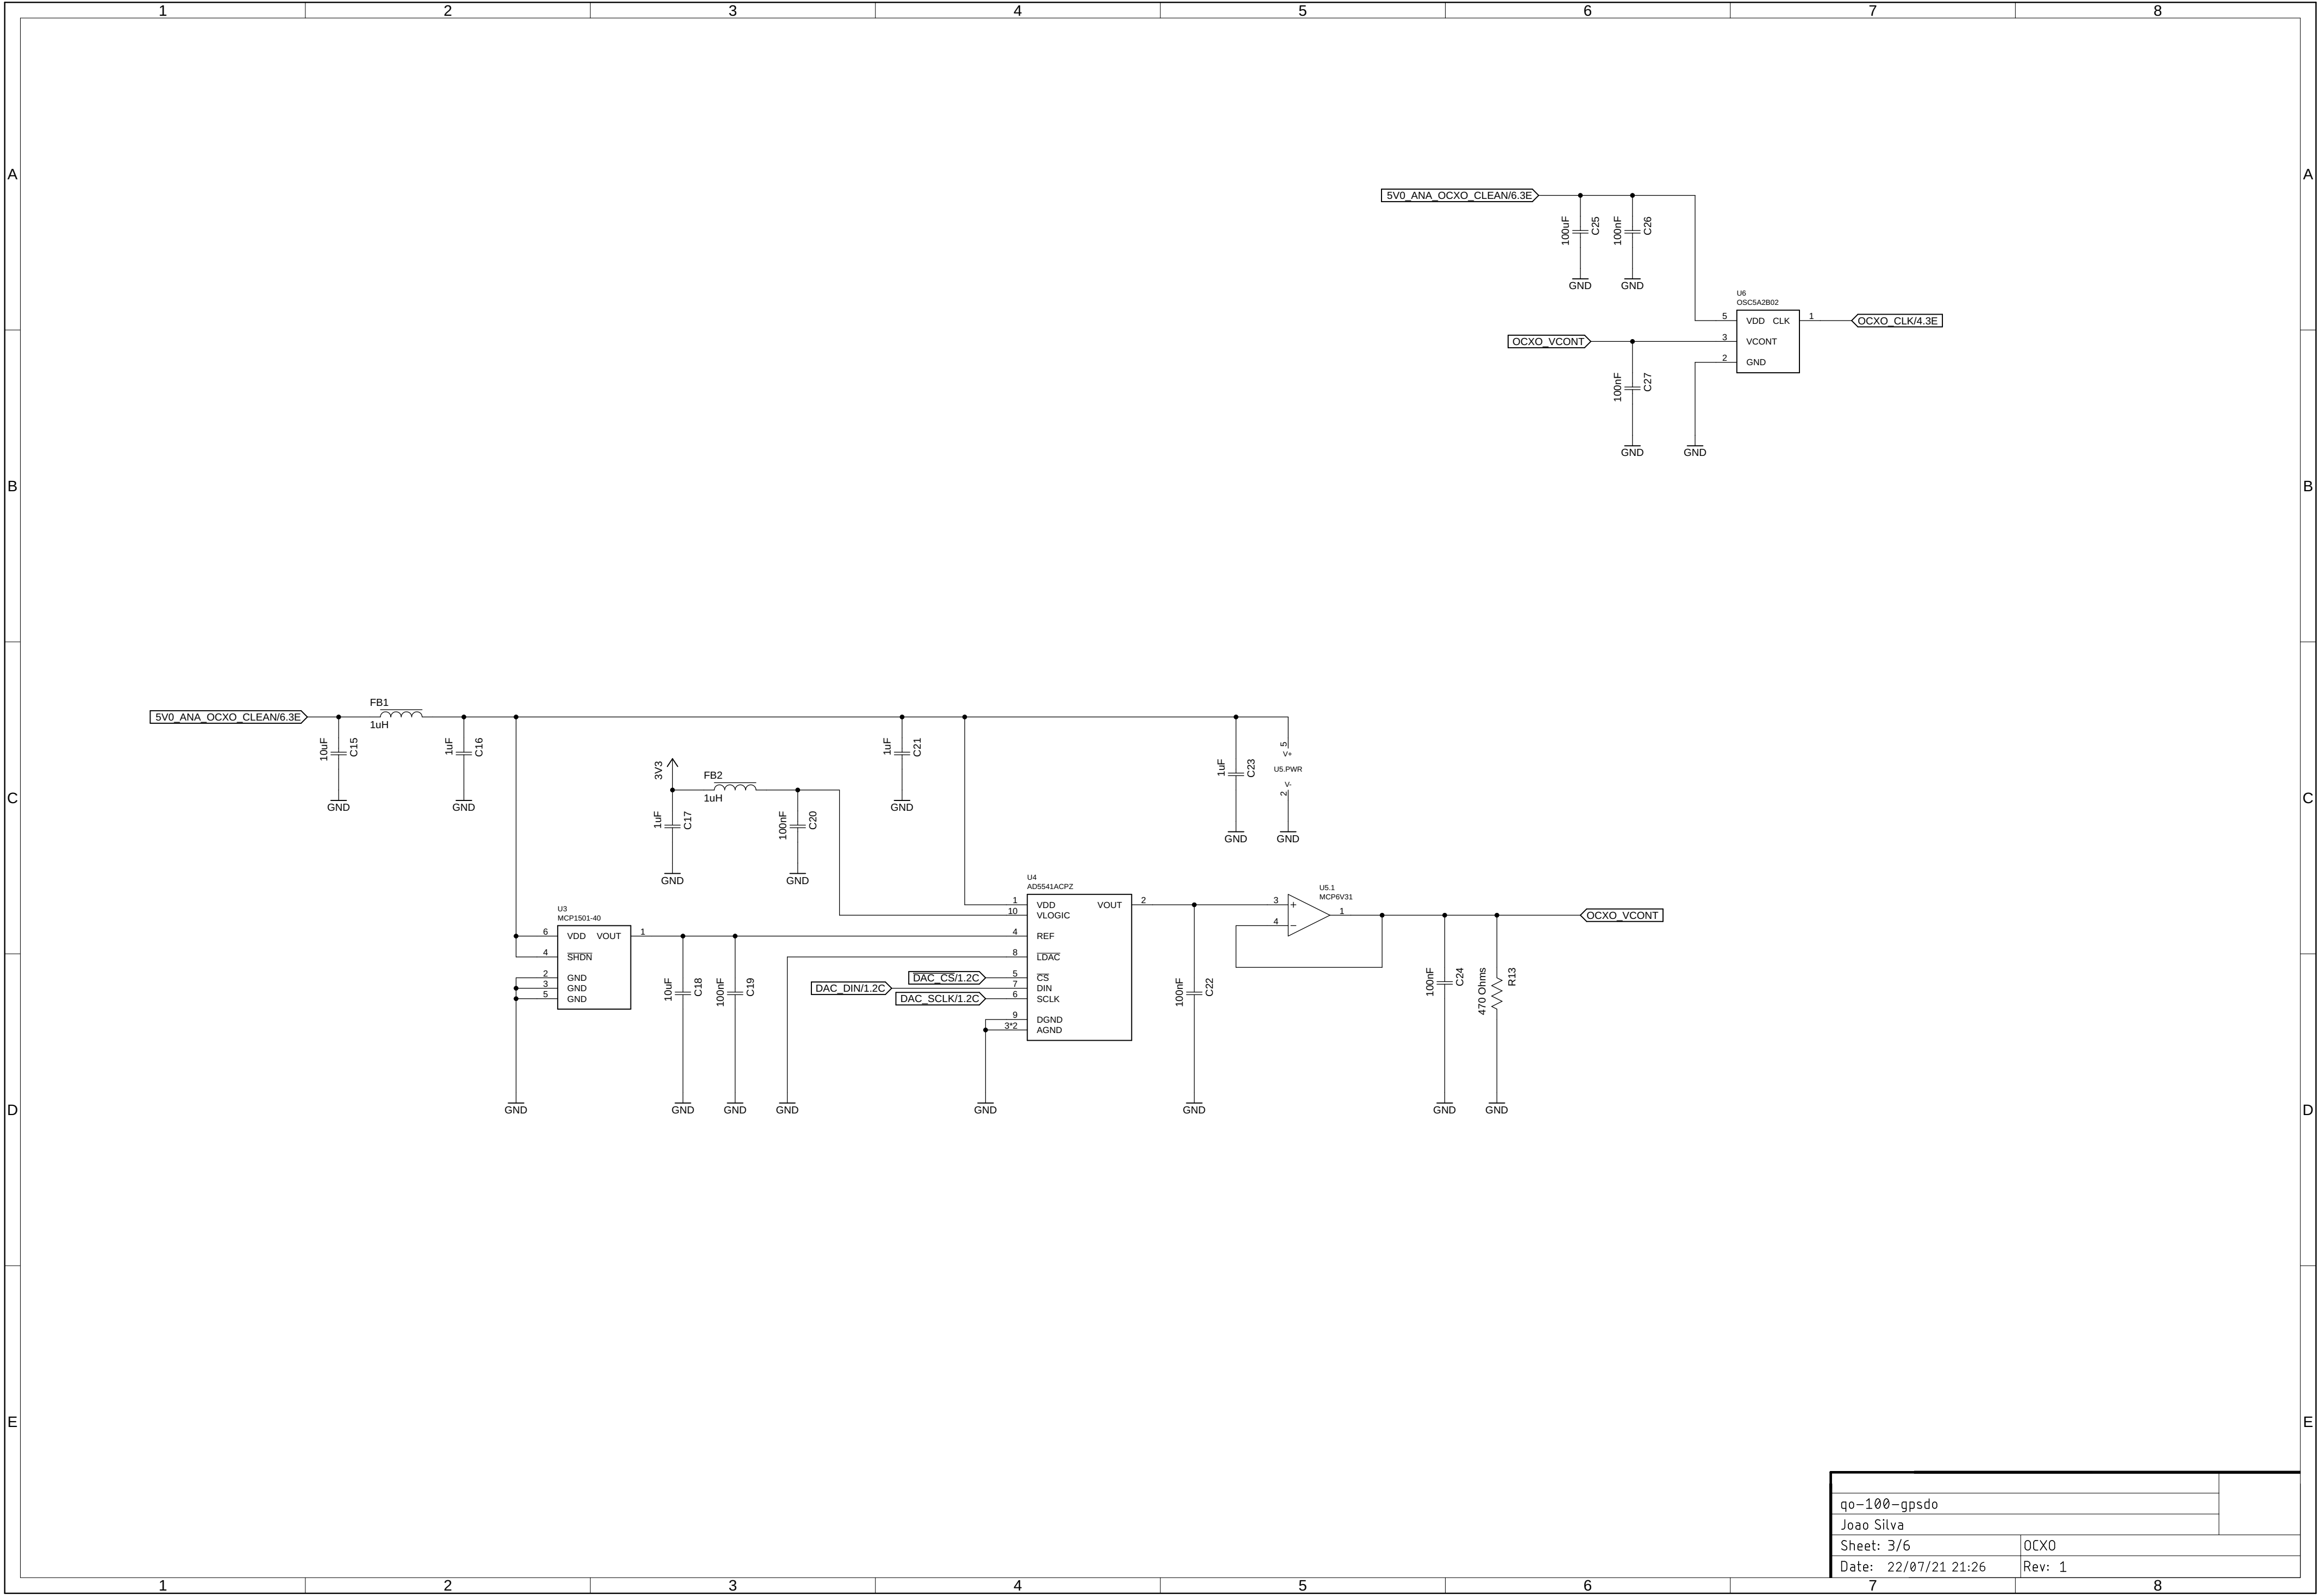 1 2 3 4 5 6 7 8
A A
5V0_ANA_OCXO_CLEAN/6.3E
100uF C25 100nF C26
GND GND
U6
OSC5A2B02
5 VDD CLK 1 OCXO_CLK/4.3E
OCXO_VCONT 3 VCONT
2 GND
100nF C27
GND GND
B B
FB1
5V0_ANA_OCXO_CLEAN/6.3E
1uH
10uF C15 1uF C16 1uF C21 1uF C23
5
V+
U5.PWR
V-
2
3V3
FB2
1uH
GND GND GND
C C
1uF C17 100nF C20
GND GND
GND GND
U4
AD5541ACPZ
U5.1
MCP6V31
1 VDD VOUT 2 3 +
10 VLOGIC
1
OCXO_VCONT
4 −
U3
MCP1501-40
6 VDD VOUT 1
4 REF
4 SHDN
8 LDAC
2 GND
DAC_CS/1.2C 5 CS
3 GND
DAC_DIN/1.2C 7 DIN
5 GND
DAC_SCLK/1.2C 6 SCLK
9 DGND
3*2 AGND
10uF C18 100nF C19 100nF C22 100nF C24 470 Ohms R13
GND GND GND GND GND GND GND GND
D D
E E
qo-100-gpsdo
Joao Silva
Sheet: 3/6 OCXO
Date: 22/07/21 21:26 Rev: 1
1 2 3 4 5 6 7 8